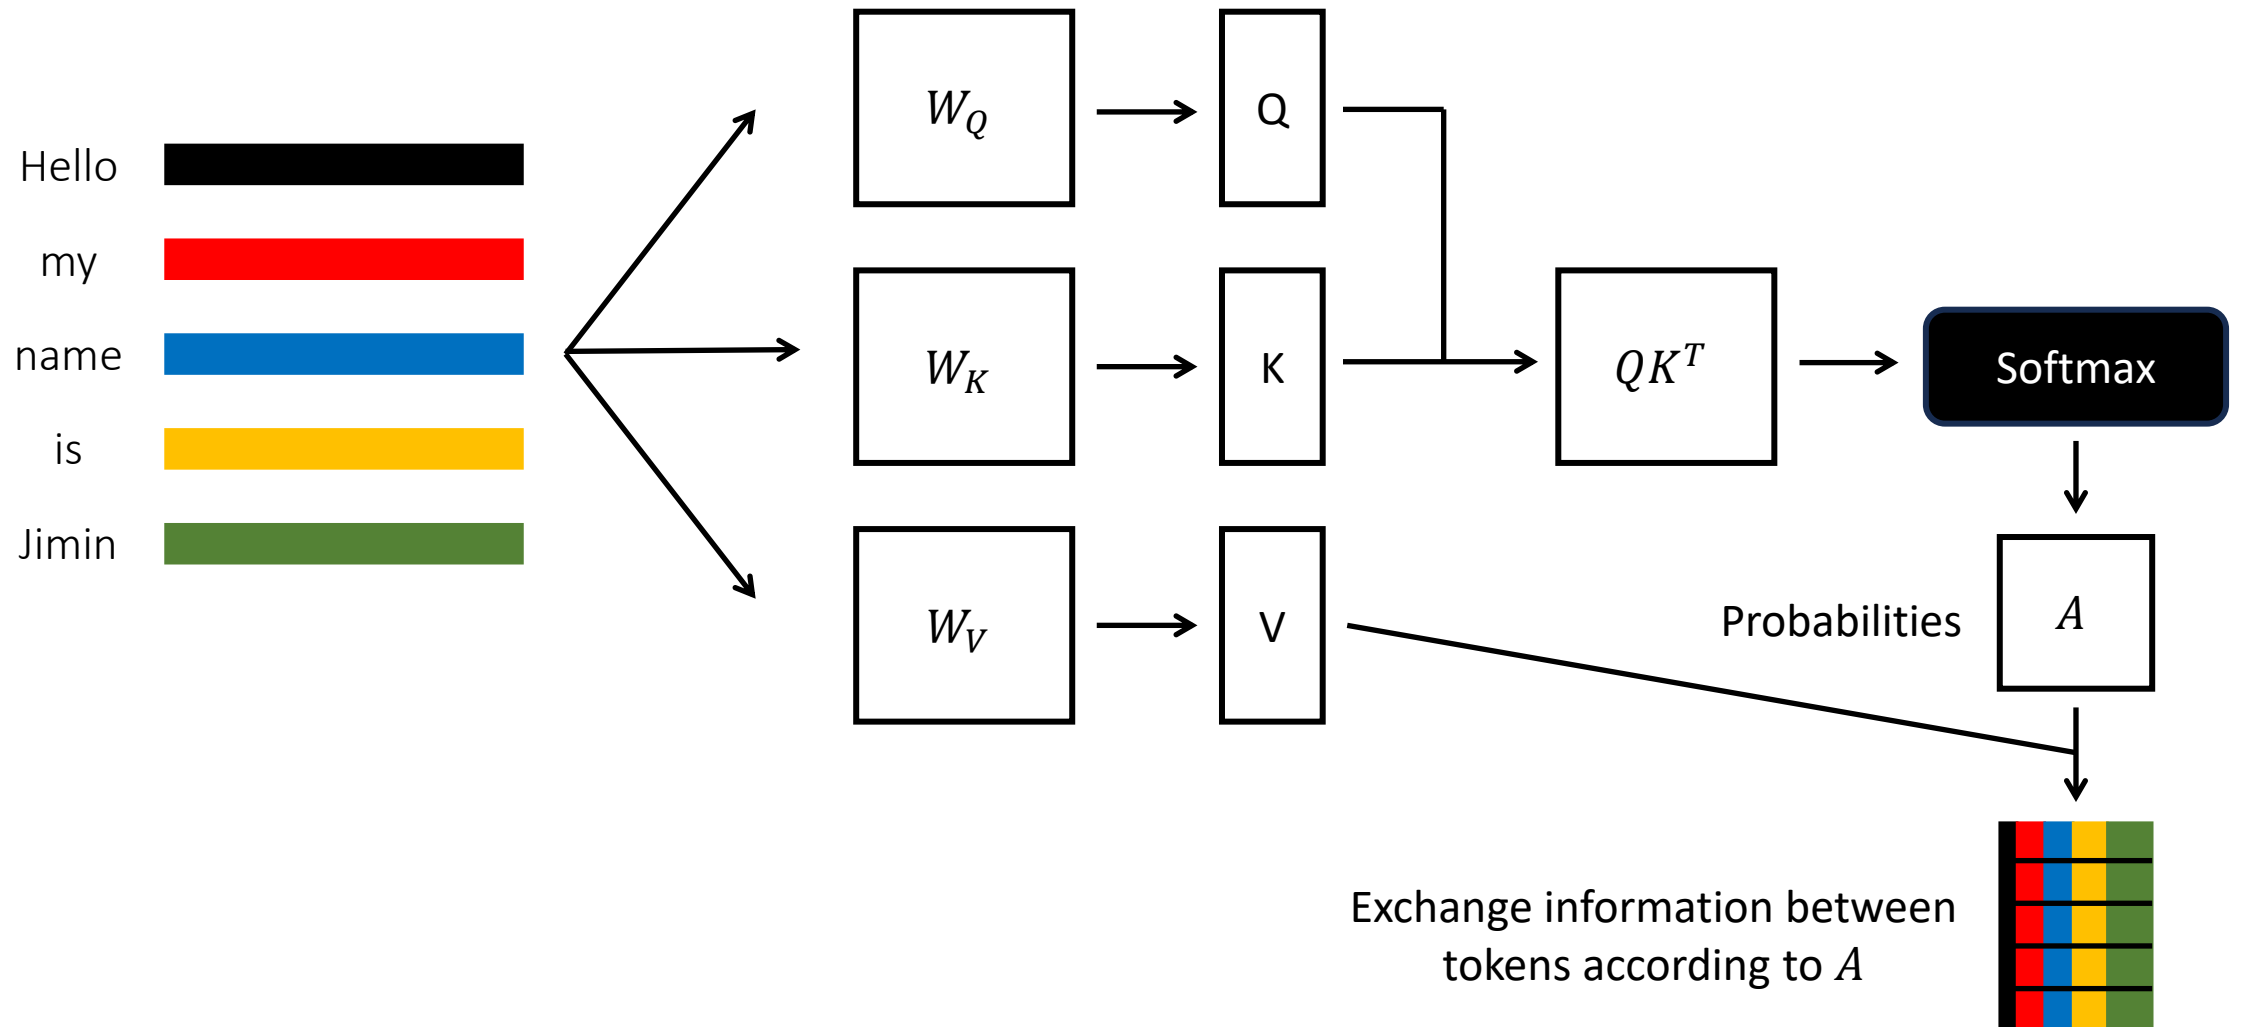 Hello
my
name
is
Jimin
W_Q
Q
W_K
K
QK^T
Softmax
W_V
V
Probabilities
A
Exchange information between
tokens according to A